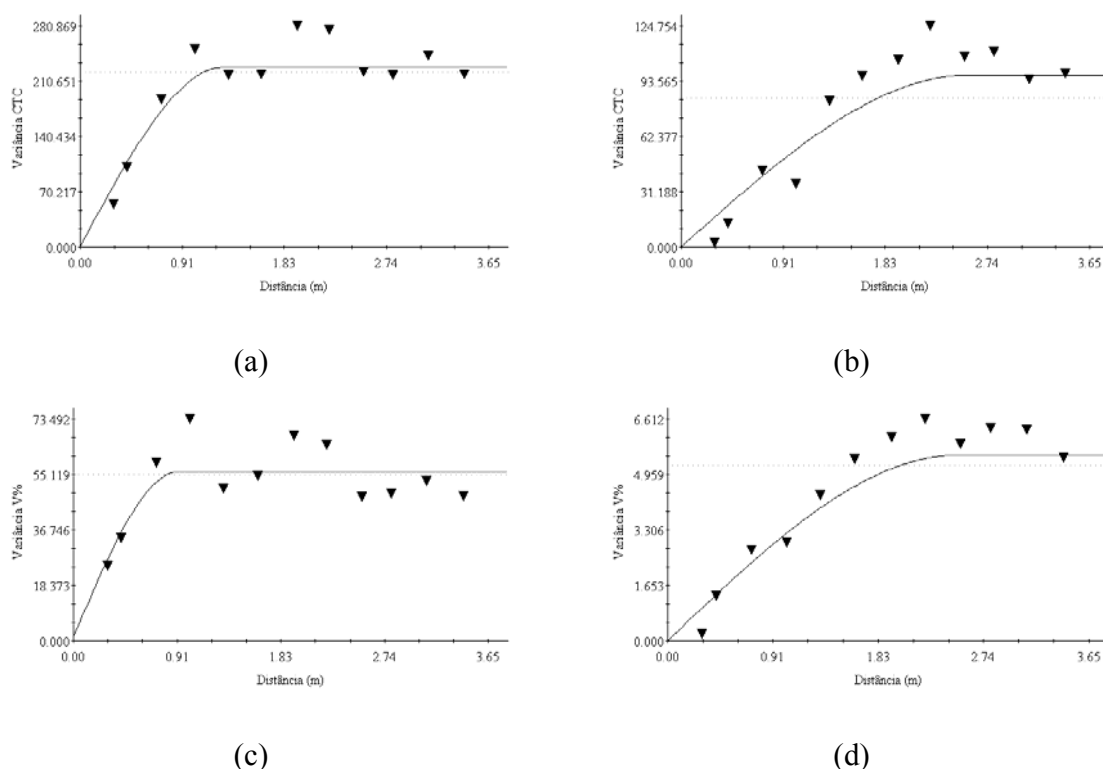 280.869
210.651
140.434
70.217
0.000
Variância CTC
0.00 0.91 1.83 2.74 3.65
Distância (m)
(a)
124.754
93.565
62.377
31.188
0.000
Variância CTC
0.00 0.91 1.83 2.74 3.65
Distância (m)
(b)
73.492
55.119
36.746
18.373
0.000
Variância V%
0.00 0.91 1.83 2.74 3.65
Distância (m)
(c)
6.612
4.959
3.306
1.653
0.000
Variância V%
0.00 0.91 1.83 2.74 3.65
Distância (m)
(d)